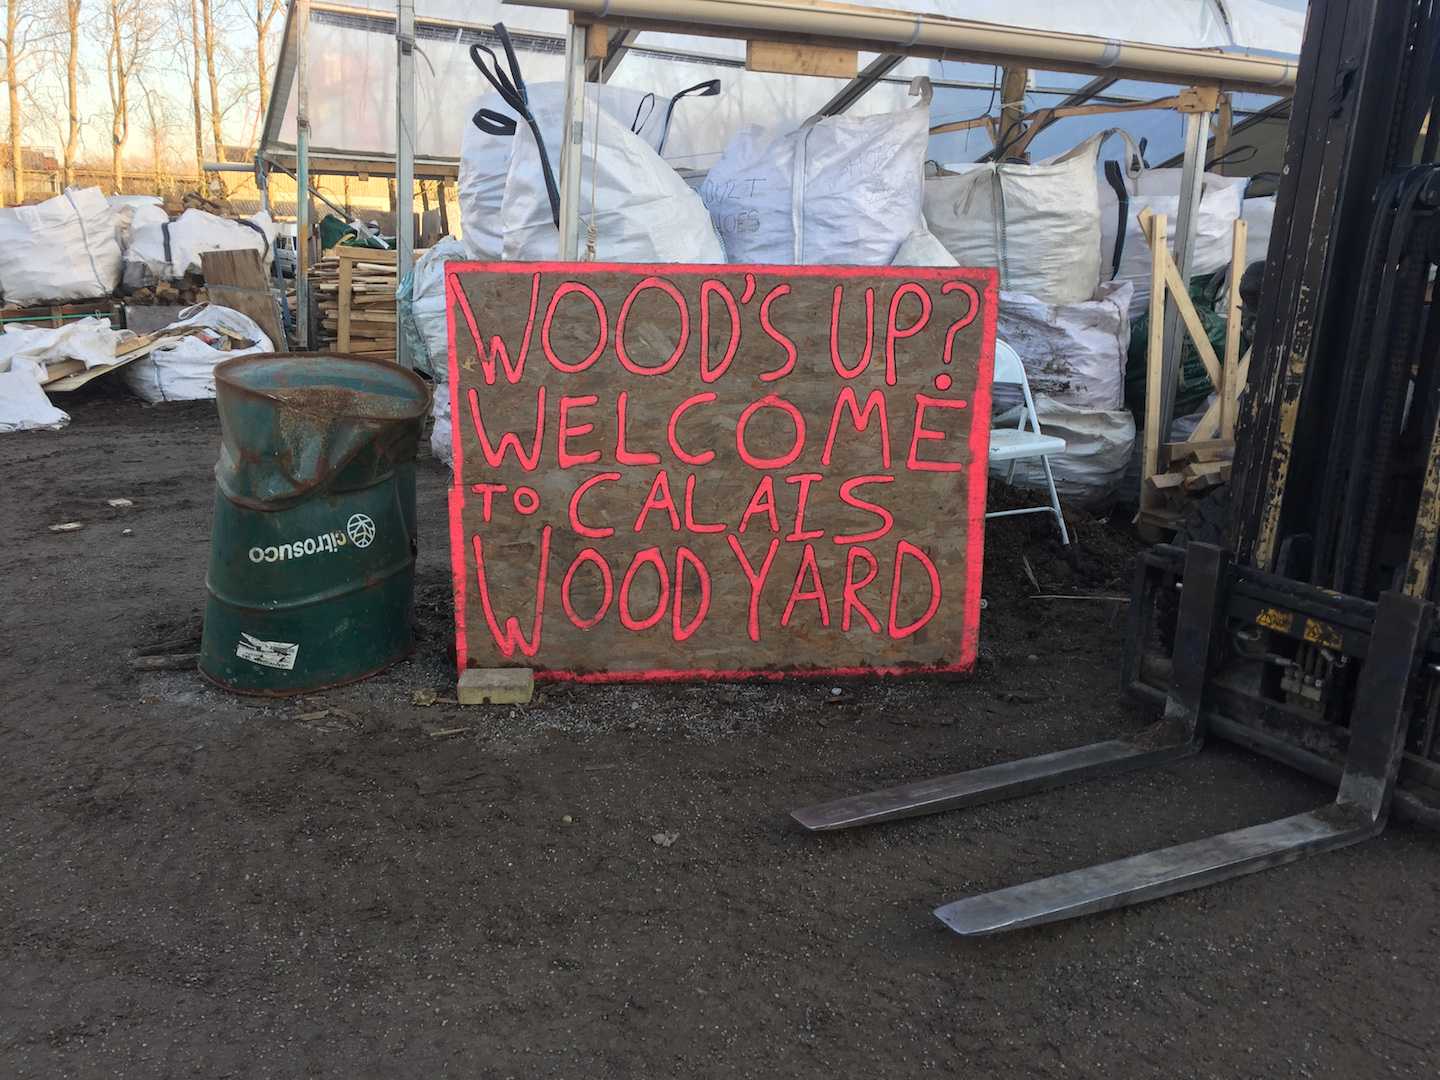 WOOD'S UP?
WELCOME
TO CALAIS
WOODYARD
citrosuco